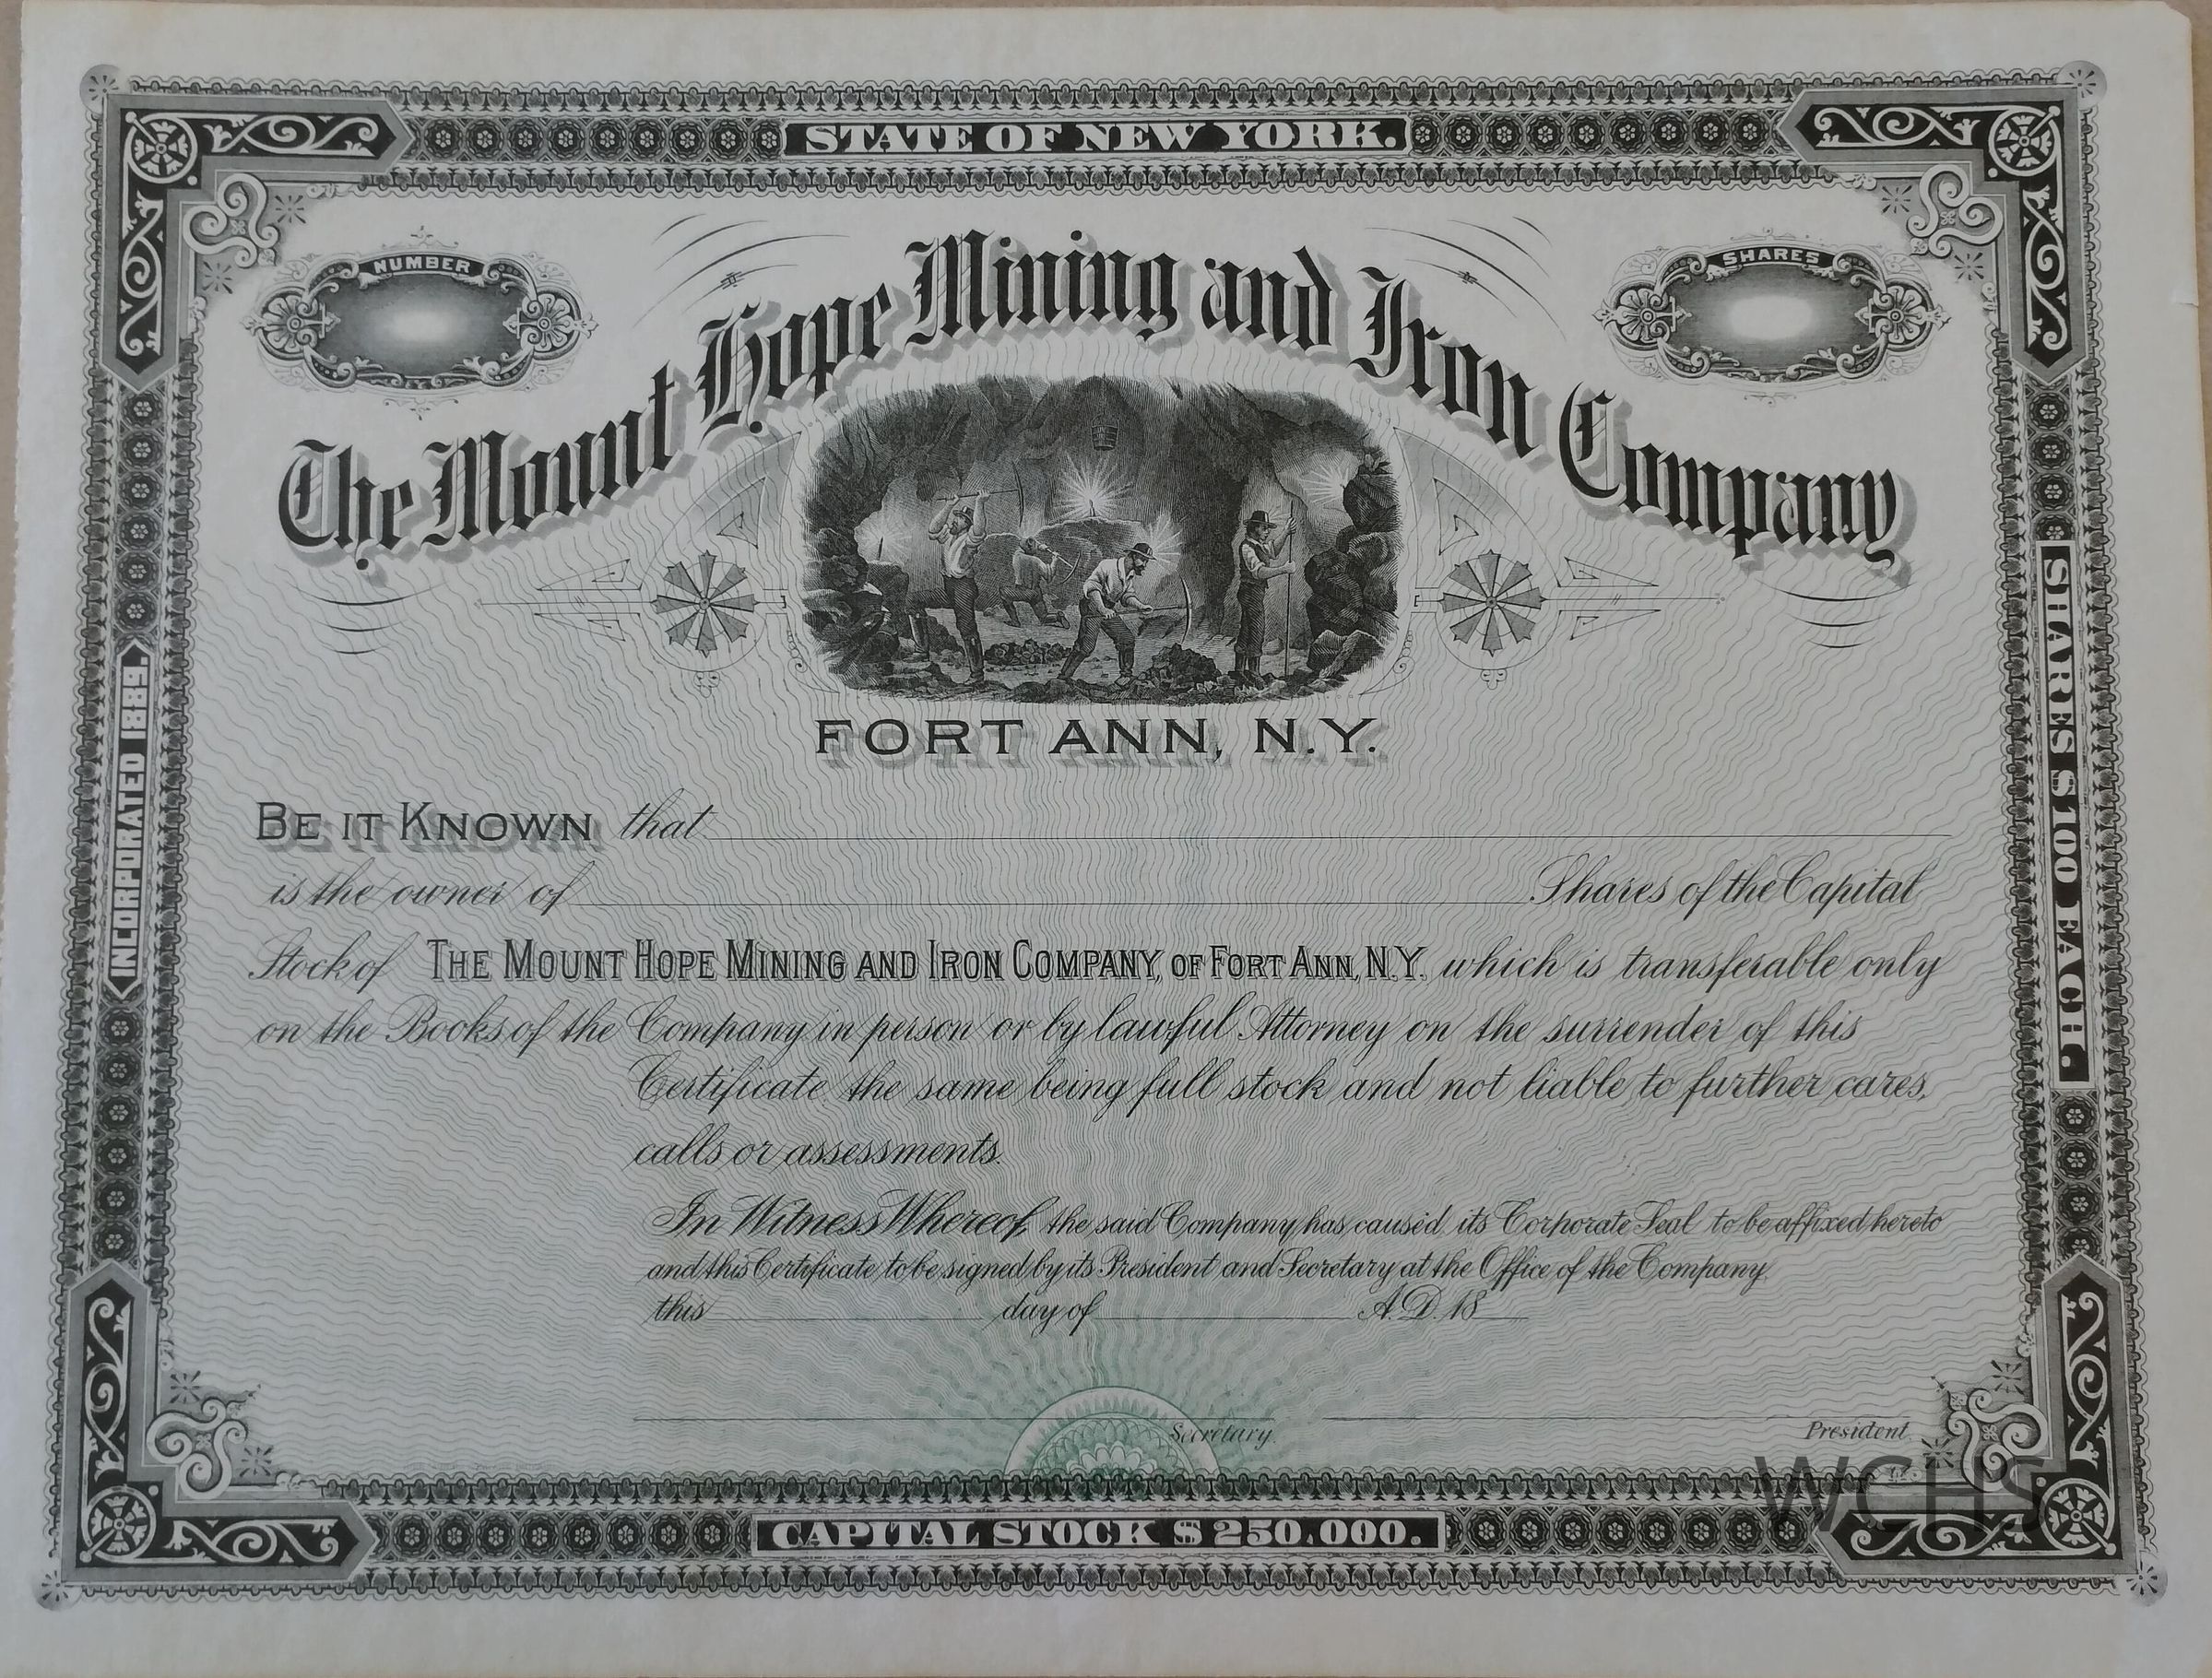 STATE OF NEW YORK.
NUMBER
SHARES
The Mount Hope Mining and Iron Company
FORT ANN, N.Y.
INCORPORATED 1889.
SHARES $100 EACH.
BE IT KNOWN that
is the owner of Shares of the Capital
Stock of THE MOUNT HOPE MINING AND IRON COMPANY, OF FORT ANN, N.Y. which is transferable only
on the Books of the Company in person or by lawful Attorney on the surrender of this
Certificate the same being full stock and not liable to further cares,
calls or assessments.
In Witness Whereof, the said Company has caused its Corporate Seal to be affixed hereto
and this Certificate to be signed by its President and Secretary at the Office of the Company
this day of A.D. 18
Secretary.
President
WCHS
CAPITAL STOCK $250.000.